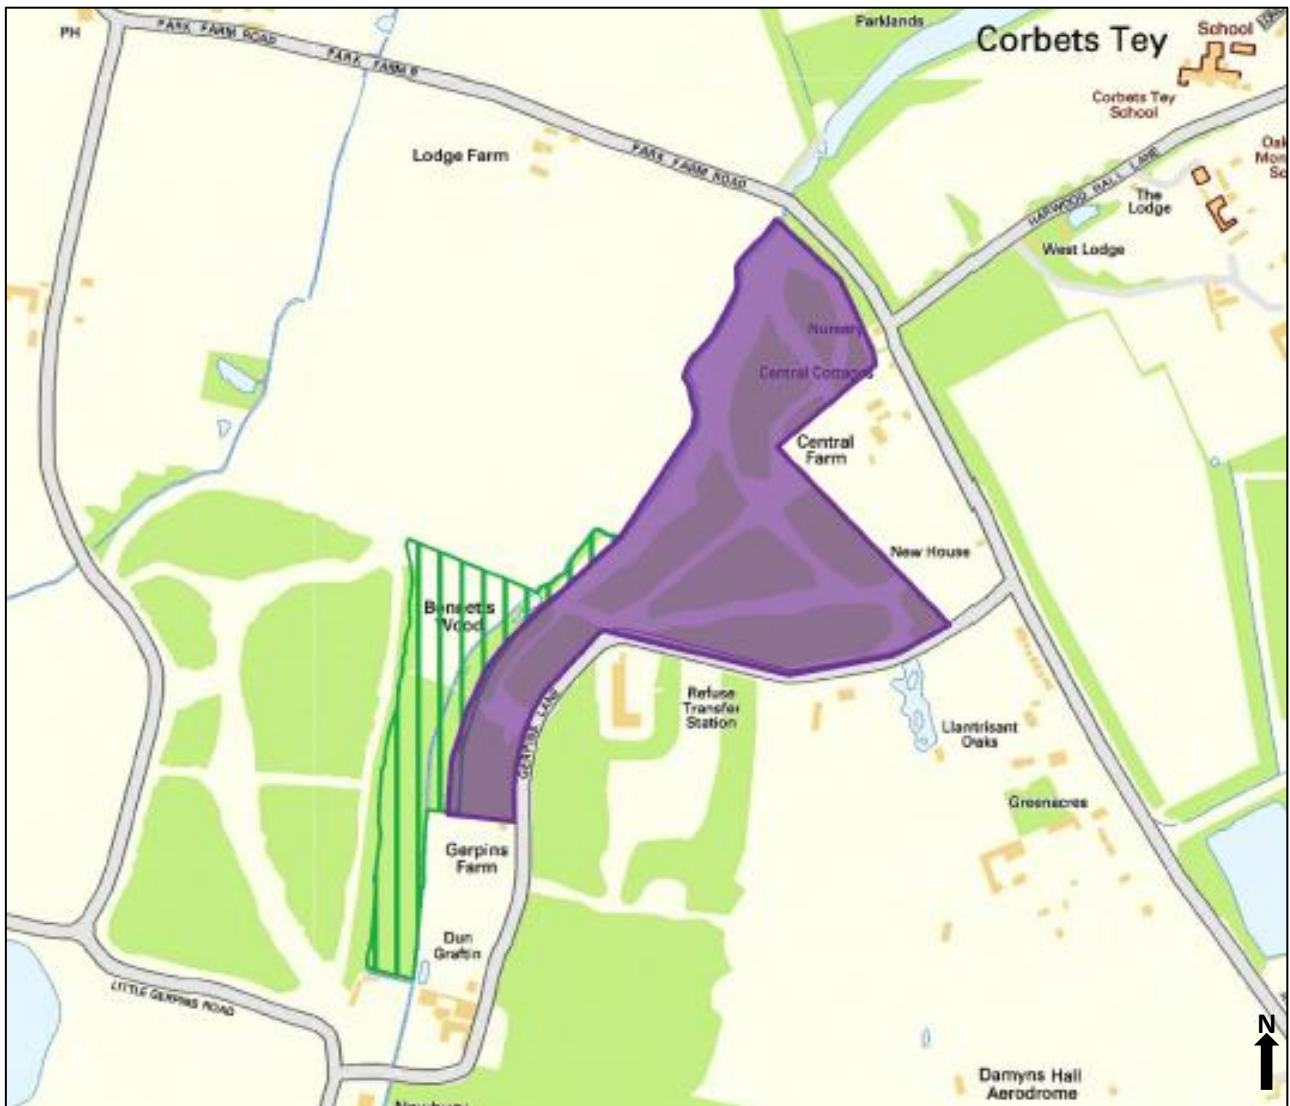 PH
PARK FARM ROAD
PARK FARM R
Parklands
Corbets Tey
School
Corbets Tey
School
Lodge Farm
PARK FARM ROAD
HARWOOD HALL LANE
The
Lodge
West Lodge
Nursery
Central Cottages
Central
Farm
New House
Bonnetts
Wood
GERPINS LANE
Refuse
Transfer
Station
Llantrisant
Oaks
Greenacres
Gerpins
Farm
Dun
Graftin
LITTLE GERPINS ROAD
N
Damyns Hall
Aerodrome